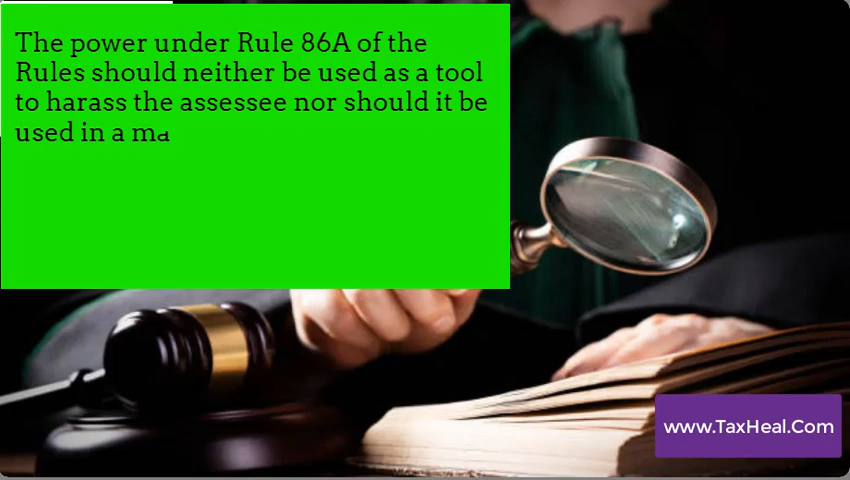 The power under Rule 86A of the
Rules should neither be used as a tool
to harass the assessee nor should it be
used in a ma
www.TaxHeal.Com